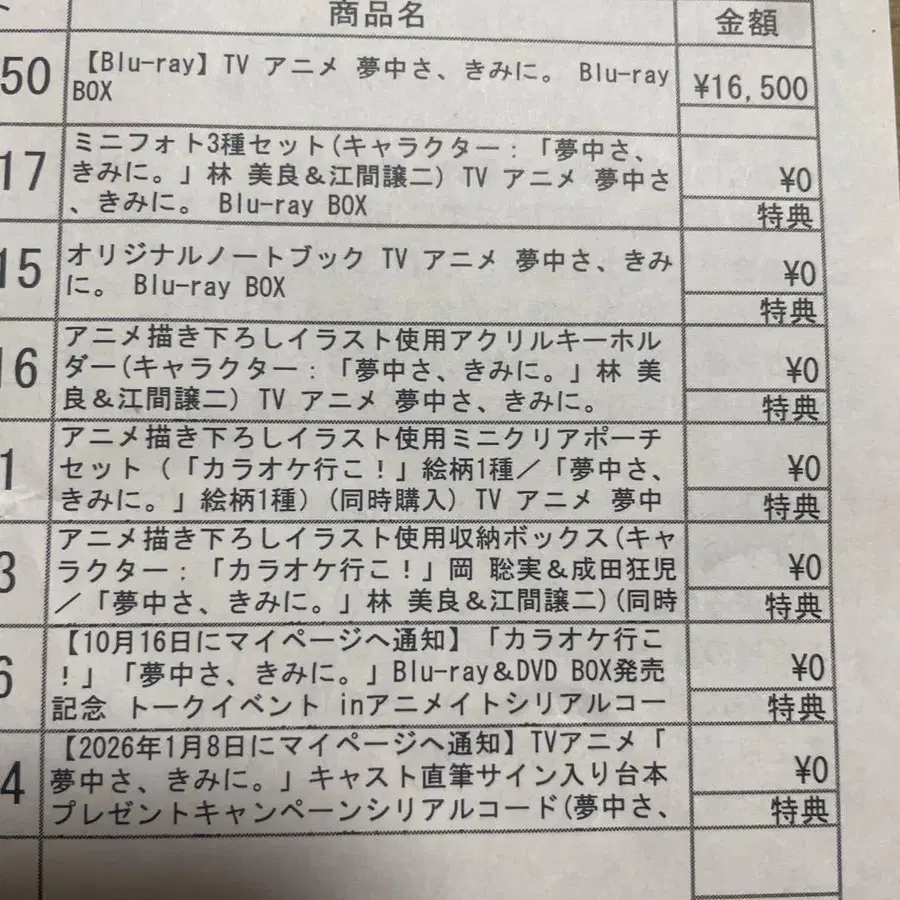 商品名
金額
50
【Blu-ray】TV アニメ 夢中さ、きみに。 Blu-ray
BOX
¥16,500
17
ミニフォト3種セット(キャラクター：「夢中さ、
きみに。」林 美良＆江間譲二) TV アニメ 夢中さ
、きみに。 Blu-ray BOX
¥0
特典
15
オリジナルノートブック TV アニメ 夢中さ、きみ
に。 Blu-ray BOX
¥0
特典
16
アニメ描き下ろしイラスト使用アクリルキーホル
ダー(キャラクター：「夢中さ、きみに。」林 美
良＆江間譲二) TV アニメ 夢中さ、きみに。
¥0
特典
1
アニメ描き下ろしイラスト使用ミニクリアポーチ
セット (「カラオケ行こ！」絵柄1種／「夢中さ、
きみに。」絵柄1種) (同時購入) TV アニメ 夢中
¥0
特典
3
アニメ描き下ろしイラスト使用収納ボックス(キャ
ラクター：「カラオケ行こ！」岡 聡実＆成田狂児
／「夢中さ、きみに。」林 美良＆江間譲二)(同時
¥0
特典
6
【10月16日にマイページへ通知】「カラオケ行こ
！」「夢中さ、きみに。」Blu-ray＆DVD BOX発売
記念 トークイベント inアニメイトシリアルコー
¥0
特典
4
【2026年1月8日にマイページへ通知】TVアニメ「
夢中さ、きみに。」キャスト直筆サイン入り台本
プレゼントキャンペーンシリアルコード(夢中さ、
¥0
特典